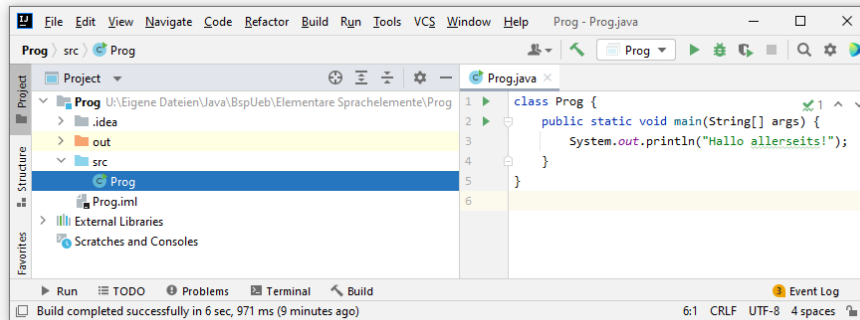 File Edit View Navigate Code Refactor Build Run Tools VCS Window Help Prog - Prog.java
Prog src Prog Prog
Project Prog.java
Project
Structure
Favorites
Prog U:\Eigene Dateien\Java\BspUeb\Elementare Sprachelemente\Prog
.idea
out
src
Prog
Prog.iml
External Libraries
Scratches and Consoles
1 class Prog { 1
2 public static void main(String[] args) {
3 System.out.println("Hallo allerseits!");
4 }
5 }
6
Run TODO Problems Terminal Build 3 Event Log
Build completed successfully in 6 sec, 971 ms (9 minutes ago) 6:1 CRLF UTF-8 4 spaces